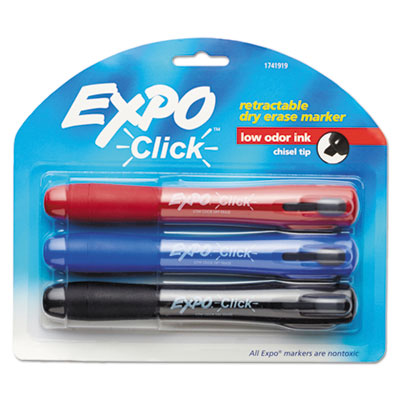 1741919
EXPO™
Click
retractable
dry erase marker
low odor ink
chisel tip
EXPO Click
EXPO Click
EXPO Click
All Expo® markers are nontoxic